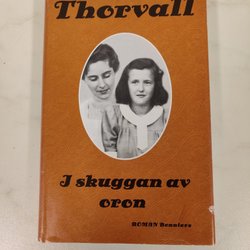 Thorvall
I skuggan av
oron
ROMAN Bonniers